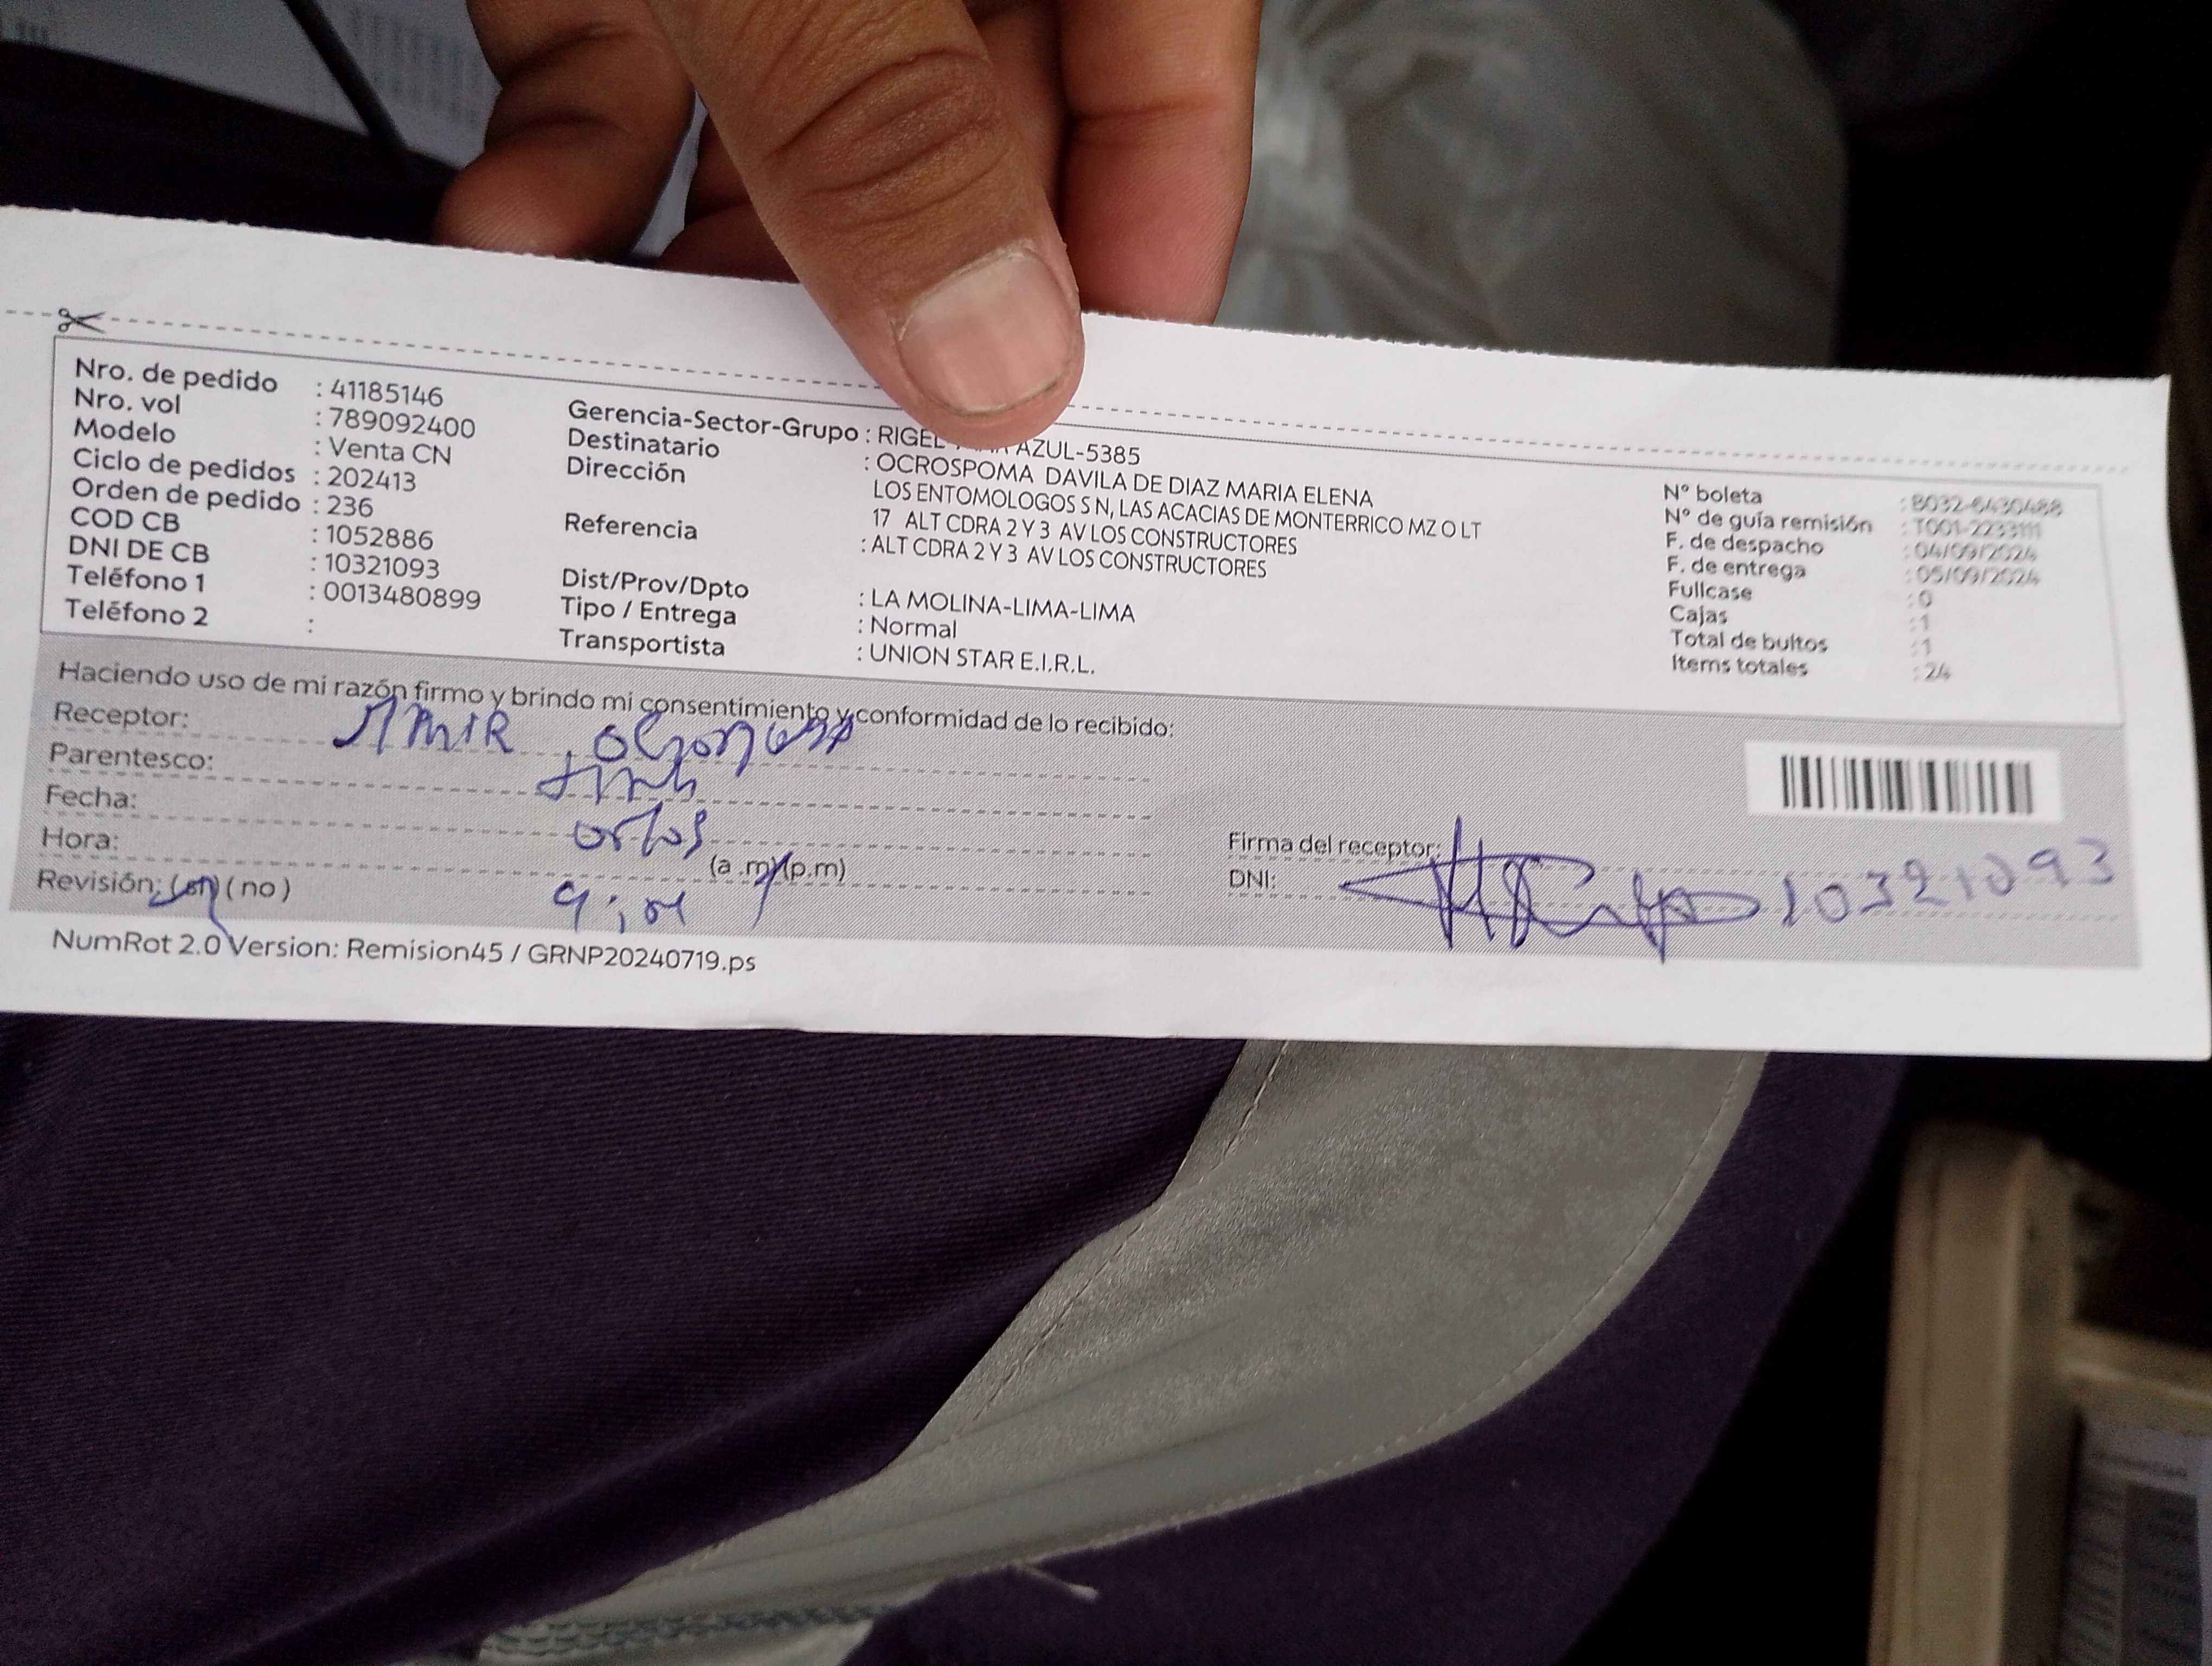 Nro. de pedido : 41185146
Nro. vol : 789092400
Modelo : Venta CN
Ciclo de pedidos : 202413
Orden de pedido : 236
COD CB : 1052886
DNI DE CB : 10321093
Teléfono 1 : 0013480899
Teléfono 2 :
Gerencia-Sector-Grupo : RIGEL AZUL-5385
Destinatario : OCROSPOMA DAVILA DE DIAZ MARIA ELENA
Dirección LOS ENTOMOLOGOS S N, LAS ACACIAS DE MONTERRICO MZ O LT
17 ALT CDRA 2 Y 3 AV LOS CONSTRUCTORES
Referencia : ALT CDRA 2 Y 3 AV LOS CONSTRUCTORES
Dist/Prov/Dpto : LA MOLINA-LIMA-LIMA
Tipo / Entrega : Normal
Transportista : UNION STAR E.I.R.L.
N° boleta : B032-6430488
N° de guía remisión : T001-2233111
F. de despacho : 04/09/2024
F. de entrega : 05/09/2024
Fullcase : 0
Cajas : 1
Total de bultos : 1
Items totales : 24
Haciendo uso de mi razón firmo y brindo mi consentimiento y conformidad de lo recibido:
Receptor: AMIR
Parentesco:
Fecha:
Hora: (a .m) (p.m)
Revisión: (si) (no )
Firma del receptor:
DNI: 10321093
NumRot 2.0 Version: Remision45 / GRNP20240719.ps